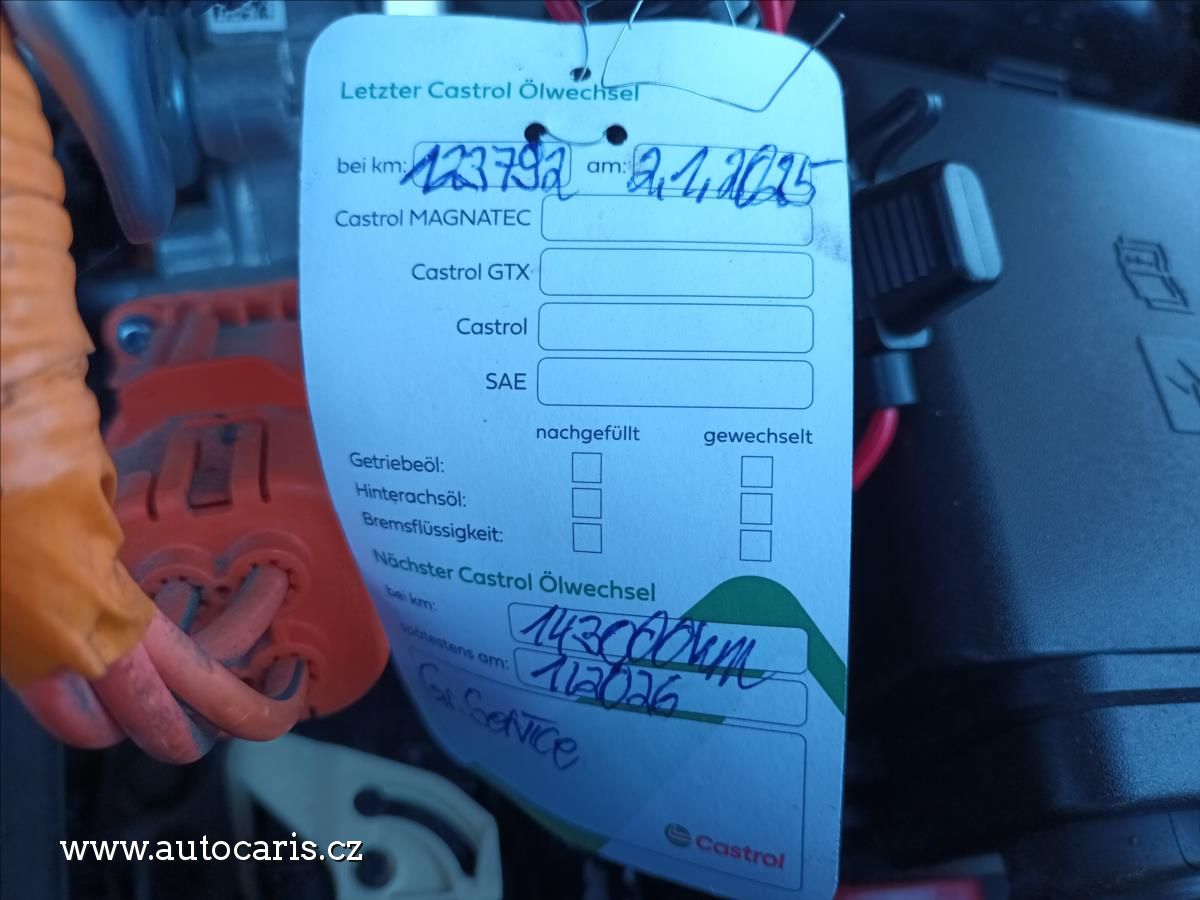 Letzter Castrol Ölwechsel
bei km: 123792 am: 2,1,2025
Castrol MAGNATEC
Castrol GTX
Castrol
SAE
nachgefüllt gewechselt
Getriebeöl:
Hinterachsöl:
Bremsflüssigkeit:
Nächster Castrol Ölwechsel
bei km: 143000km
spätestens am: 1/2026
Gr. Service
Castrol
www.autocaris.cz